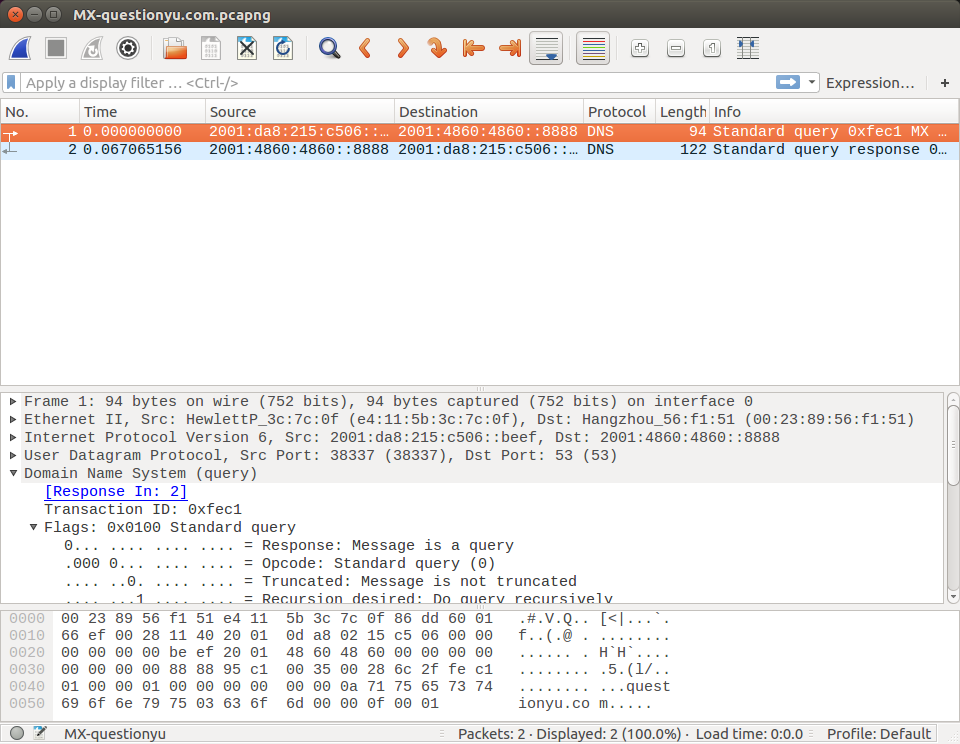 MX-questionyu.com.pcapng
Apply a display filter … <Ctrl-/>
Expression…
+
No. Time Source Destination Protocol Length Info
1 0.000000000 2001:da8:215:c506::… 2001:4860:4860::8888 DNS 94 Standard query 0xfec1 MX …
2 0.067065156 2001:4860:4860::8888 2001:da8:215:c506::… DNS 122 Standard query response 0…
Frame 1: 94 bytes on wire (752 bits), 94 bytes captured (752 bits) on interface 0
Ethernet II, Src: HewlettP_3c:7c:0f (e4:11:5b:3c:7c:0f), Dst: Hangzhou_56:f1:51 (00:23:89:56:f1:51)
Internet Protocol Version 6, Src: 2001:da8:215:c506::beef, Dst: 2001:4860:4860::8888
User Datagram Protocol, Src Port: 38337 (38337), Dst Port: 53 (53)
Domain Name System (query)
[Response In: 2]
Transaction ID: 0xfec1
Flags: 0x0100 Standard query
0... .... .... .... = Response: Message is a query
.000 0... .... .... = Opcode: Standard query (0)
.... ..0. .... .... = Truncated: Message is not truncated
.... ...1 .... .... = Recursion desired: Do query recursively
0000 00 23 89 56 f1 51 e4 11 5b 3c 7c 0f 86 dd 60 01 .#.V.Q.. [<|...`.
0010 66 ef 00 28 11 40 20 01 0d a8 02 15 c5 06 00 00 f..(.@ . ........
0020 00 00 00 00 be ef 20 01 48 60 48 60 00 00 00 00 ...... . H`H`....
0030 00 00 00 00 88 88 95 c1 00 35 00 28 6c 2f fe c1 ........ .5.(l/..
0040 01 00 00 01 00 00 00 00 00 00 0a 71 75 65 73 74 ........ ...quest
0050 69 6f 6e 79 75 03 63 6f 6d 00 00 0f 00 01 ionyu.co m.....
MX-questionyu
Packets: 2 · Displayed: 2 (100.0%) · Load time: 0:0.0
Profile: Default